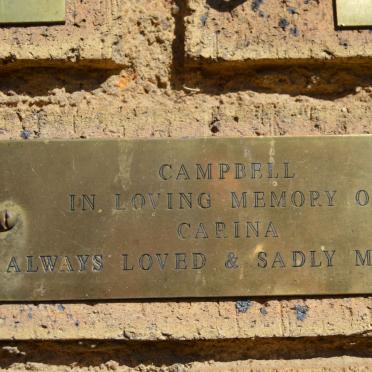 CAMPBELL
IN LOVING MEMORY O
CARINA
ALWAYS LOVED & SADLY M